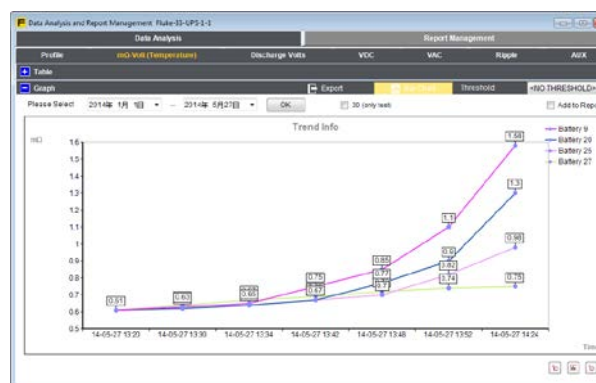 Data Analysis and Report Management Fluke-IS-UPS-1-1
Data Analysis Report Management
Profile mΩ-Volt (Temperature) Discharge Volts VDC VAC Ripple AUX
Table
Graph Export Threshold <NO THRESHOLD>
Please Select 2014年 1月 1日 — 2014年 5月27日 OK 3D (only Add to Repo
Trend Info
mΩ
Battery 9
Battery 20
Battery 25
Battery 27
1.6
1.5
1.4
1.3
1.2
1.1
1
0.9
0.8
0.7
0.6
0.5
1.58
1.3
1.1
0.98
0.9
0.82
0.85
0.77
0.75
0.75
0.74
0.7
0.67
0.65
0.63
0.61
14-05-27 13:23 14-05-27 13:30 14-05-27 13:34 14-05-27 13:42 14-05-27 13:48 14-05-27 13:52 14-05-27 14:24
Time